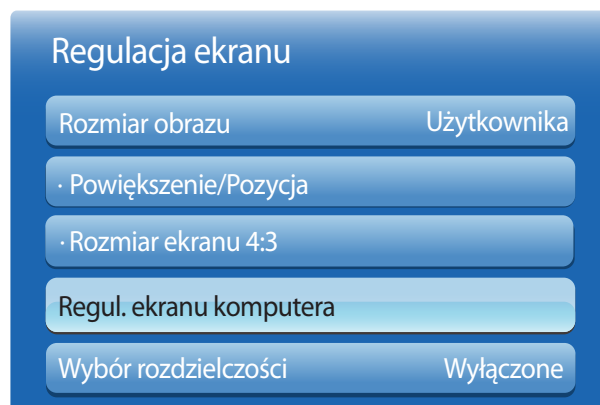 Regulacja ekranu
Rozmiar obrazu Użytkownika
· Powiększenie/Pozycja
· Rozmiar ekranu 4:3
Regul. ekranu komputera
Wybór rozdzielczości Wyłączone